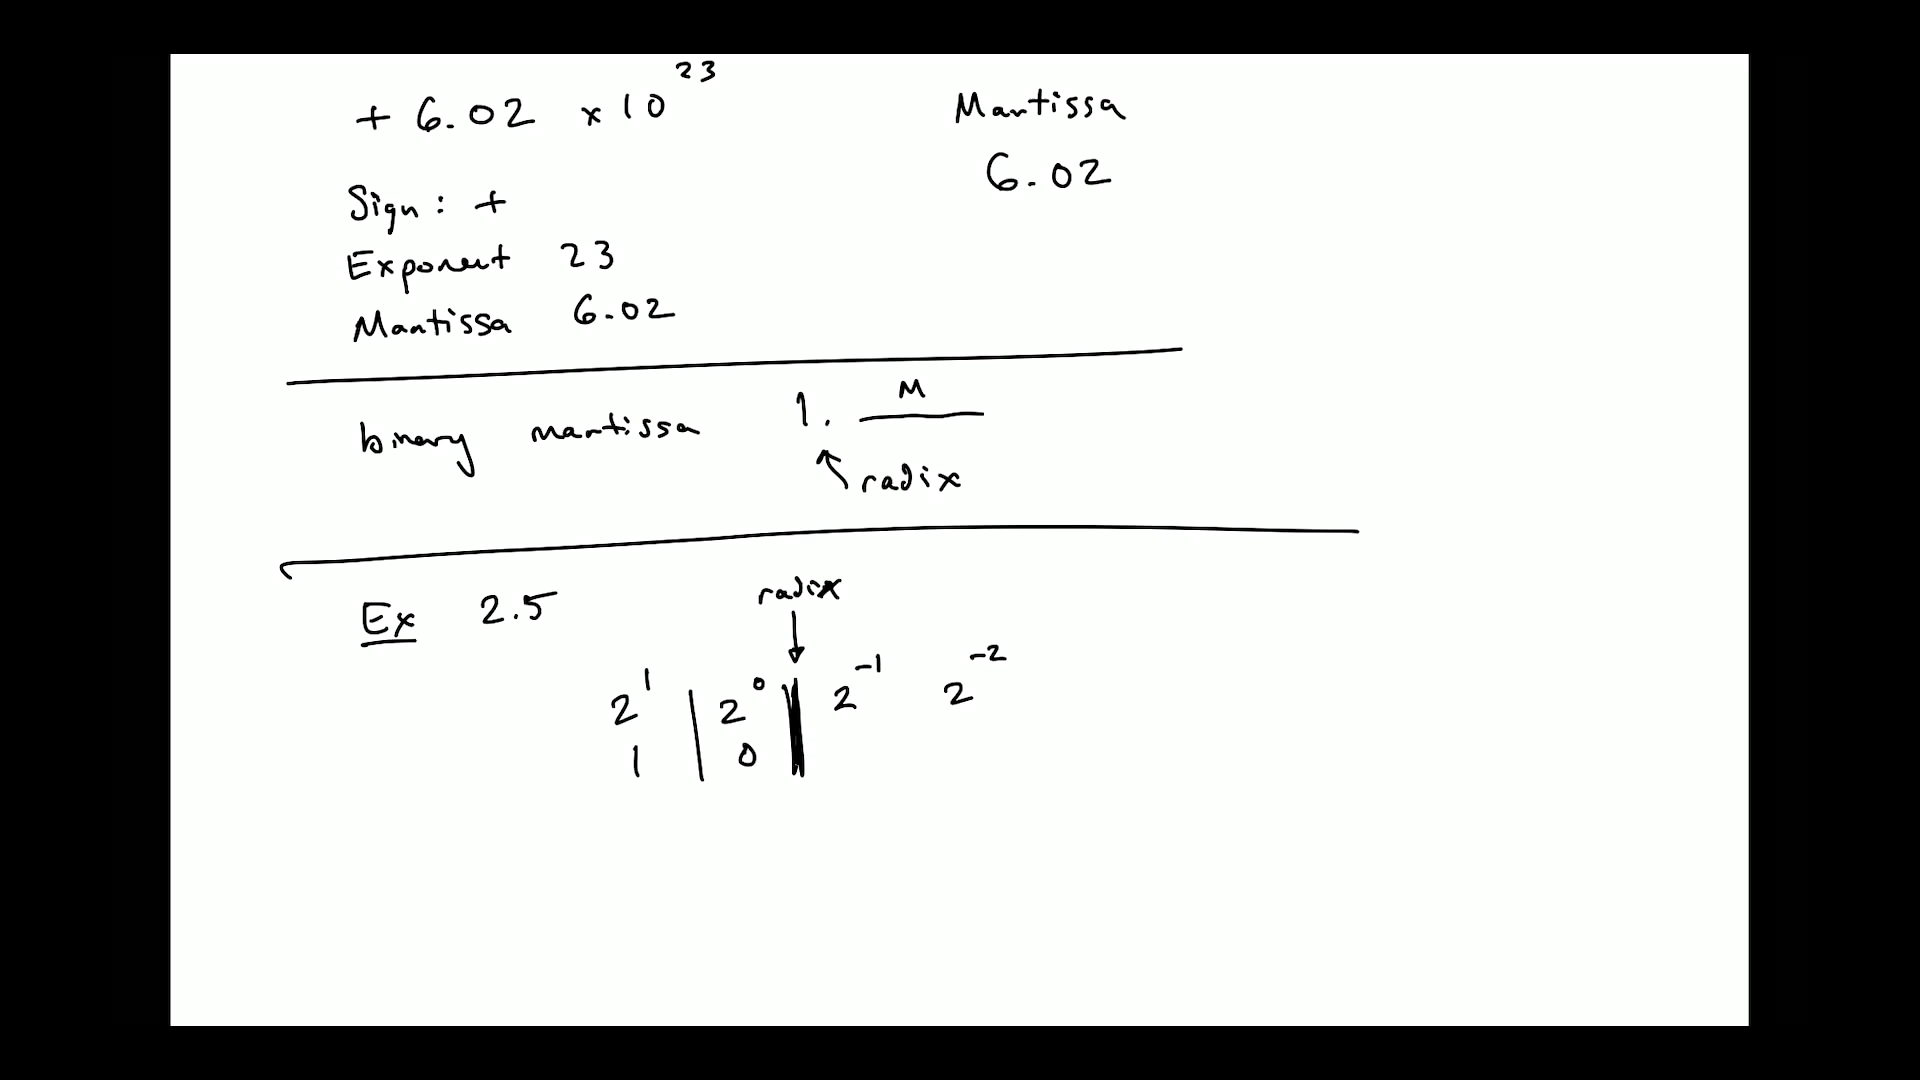 + 6.02 × 10^23
Mantissa
6.02
Sign: +
Exponent 23
Mantissa 6.02
binary mantissa 1. M
radix
Ex 2.5
radix
2^1 | 2^0 | 2^-1 2^-2
1 | 0 |